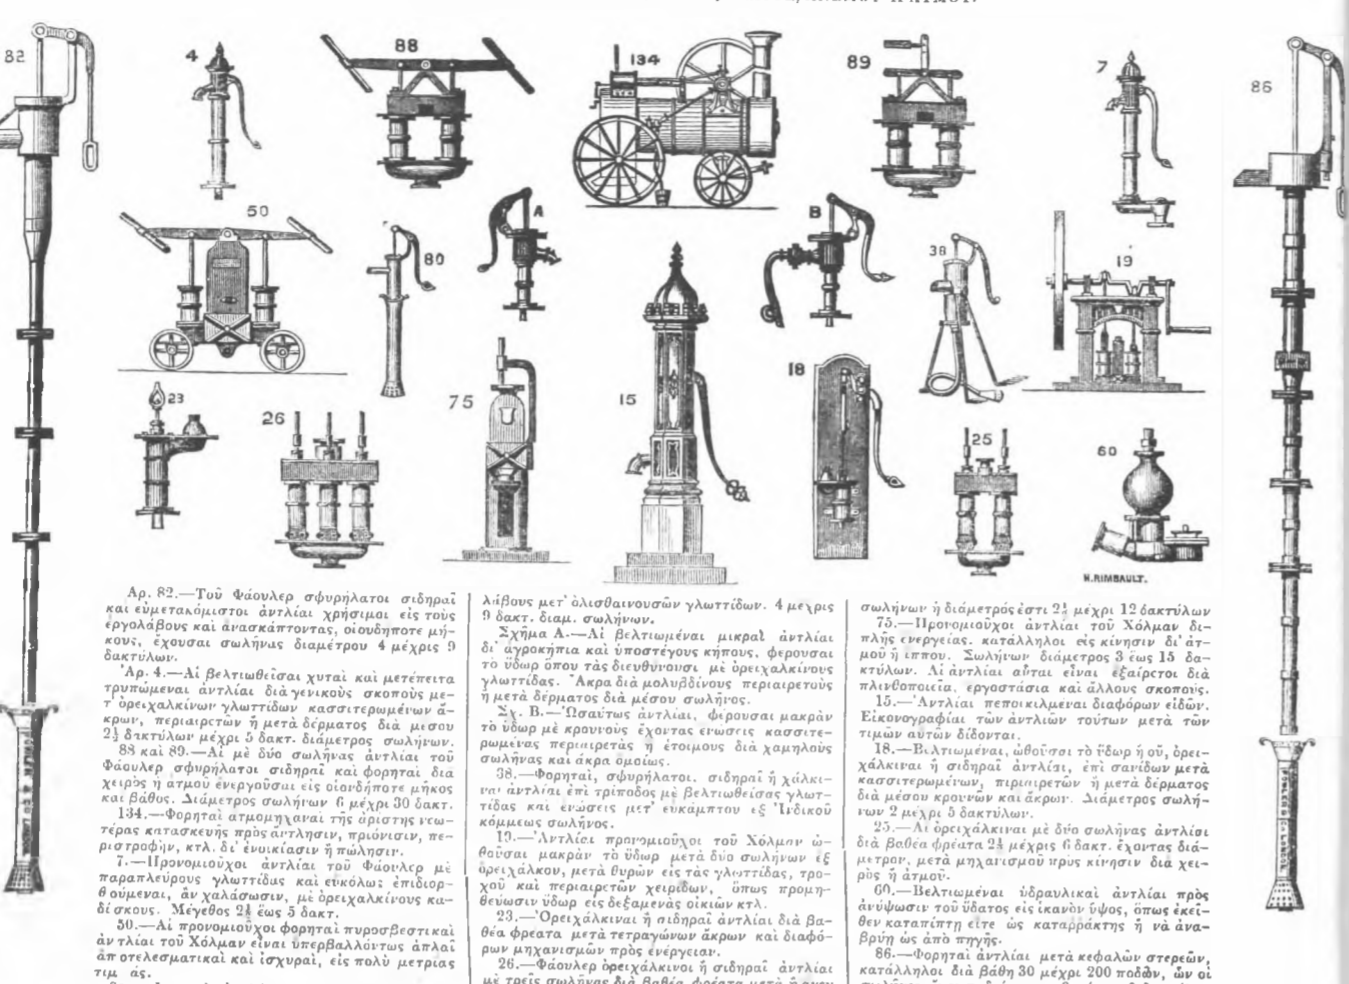 82
4
88
134
89
7
86
50
80
A
B
38
19
23
26
75
15
18
25
60
H.RIMBAULT.
Αρ. 82.—Τοῦ Φάουλερ σφυρήλατοι σιδηραῖ
και εὐμετακόμιστοι ἀντλίαι χρήσιμοι εἰς τοὺς
ἐργολάβους καὶ ἀνασκάπτοντας, οἱουδηποτε μή-
κους, ἔχουσαι σωλῆνας διαμέτρου 4 μέχρις 9
δακτύλων.
Ἀρ. 4.—Αἱ βελτιωθεῖσαι χυταὶ καὶ μετέπειτα
τρυπώμεναι ἀντλίαι διὰ γενικοὺς σκοποὺς με-
τ' ὀρειχαλκίνων γλωττίδων κασσιτερωμένων ἄ-
κρων, περιαιρετῶν ἢ μετὰ δέρματος διὰ μεσου
2½ δακτύλων μέχρι 5 δακτ. διάμετρος σωλήνων.
88 καὶ 89.—Αἱ μὲ δύο σωλῆνας ἀντλίαι τοῦ
Φάουλερ σφυρήλατοι σιδηραῖ καὶ φορηταὶ διὰ
χειρὸς ἢ ἀτμου ἐνεργοῦσαι εἰς οἱονδήποτε μῆκος
και βάθος. Διάμετρος σωλήνων 6 μέχρι 30 δακτ.
134.—Φορηταὶ ἀτμομηχαναὶ τῆς ἀρίστης νεω-
τέρας κατασκευῆς πρὸς ἄντλησιν, πριόνισιν, πε-
ριστροφὴν, κτλ. δι' ἐνοικίασιν ἢ πώλησιν.
7.—Προνομιοῦχοι ἀντλίαι τοῦ Φάουλερ μὲ
παραπλεύρους γλωττίδας καὶ εὐκόλως ἐπιδιορ-
θούμεναι, ἂν χαλάσωσιν, μὲ ὀρειχαλκίνους κα-
δίσκους. Μέγεθος 2½ ἕως 5 δακτ.
50.—Αἱ προνομιοῦχοι φορηταὶ πυροσβεστικαὶ
ἀντλίαι τοῦ Χόλμαν εἶναι ὑπερβαλλόντως ἁπλαῖ
ἀποτελεσματικαὶ καὶ ἰσχυραὶ, εἰς πολὺ μετρίας
τιμάς.
λάβους μετ' ὀλισθαινουσῶν γλωττίδων. 4 μεχρις
9 δακτ. διαμ. σωλήνων.
Σχῆμα Α.—Αἱ βελτιωμέναι μικραὶ ἀντλίαι
δι' ἀγροκήπια καὶ ὑποστέγους κήπους, φερουσαι
τὸ ὕδωρ ὅπου τὰς διευθύνουσι μὲ ὀρειχαλκίνους
γλωττίδας. Ἄκρα διὰ μολυβδίνους περιαιρετοὺς
ἢ μετὰ δέρματος διὰ μέσου σωλῆνος.
Σχ. Β.—Ὡσαύτως ἀντλίαι, φέρουσαι μακρὰν
τὸ ὕδωρ μὲ κρουνοὺς ἔχοντας ἑνώσεις κασσιτε-
ρωμένας περιαιρετὰς ἢ ἑτοίμους διὰ χαμηλοὺς
σωλῆνας καὶ ἄκρα ὁμοίως.
38.—Φορηταὶ, σφυρήλατοι, σιδηραῖ ἢ χάλκι-
ναι ἀντλίαι ἐπὶ τρίποδος μὲ βελτιωθείσας γλωτ-
τίδας καὶ ἑνώσεις μετ' εὐκάμπτου ἐξ Ἰνδικοῦ
κόμμεως σωλῆνος.
19.—Ἀντλίαι προνομιοῦχοι τοῦ Χόλμαν ὠ-
θοῦσαι μακρὰν τὸ ὕδωρ μετὰ δύο σωλήνων ἐξ
ὀρειχάλκου, μετὰ θυρῶν εἰς τὰς γλωττίδας, τρο-
χοῦ καὶ περιαιρετῶν χειρίδων, ὅπως προμη-
θεύωσιν ὕδωρ εἰς δεξαμενὰς οἰκιῶν κτλ.
23.—Ὀρειχάλκιναι ἢ σιδηραῖ ἀντλίαι διὰ βα-
θέα φρέατα μετὰ τετραγώνων ἄκρων καὶ διαφό-
ρων μηχανισμῶν πρὸς ἐνέργειαν.
26.—Φάουλερ ὀρειχάλκινοι ἢ σιδηραῖ ἀντλίαι
μὲ τρεῖς σωλῆνας διὰ βαθέα φρέατα μετὰ
σωλήνων ἡ διάμετρός ἐστι 2½ μέχρι 12 δακτύλων
75.—Προνομιοῦχοι ἀντλίαι τοῦ Χόλμαν δι-
πλῆς ἐνεργείας, κατάλληλοι εἰς κίνησιν δι' ἀτ-
μοῦ ἢ ἵππου. Σωλήνων διάμετρος 3 ἕως 15 δα-
κτύλων. Αἱ ἀντλίαι αὗται εἶναι ἐξαίρετοι διὰ
πλινθοποιεῖα, ἐργοστάσια καὶ ἄλλους σκοπούς.
15.—Ἀντλίαι πεποικιλμέναι διαφόρων εἰδῶν.
Εἰκονογραφίαι τῶν ἀντλιῶν τούτων μετὰ τῶν
τιμῶν αὐτῶν δίδονται.
18.—Βελτιωμέναι, ὠθοῦσαι τὸ ὕδωρ ἢ οὔ, ὀρει-
χάλκιναι ἢ σιδηραῖ ἀντλίαι, ἐπὶ σανίδων μετὰ
κασσιτερωμένων, περιαιρετῶν ἢ μετὰ δέρματος
διὰ μέσου κρουνῶν καὶ ἄκρων. Διάμετρος σωλή-
νων 2 μέχρι 5 δακτύλων.
25.—Αἱ ὀρειχάλκιναι μὲ δύο σωλῆνας ἀντλίαι
διὰ βαθέα φρέατα 2½ μέχρις 6 δακτ. ἔχοντας διά-
μετρον, μετὰ μηχανισμοῦ πρὸς κίνησιν διὰ χει-
ρὸς ἢ ἀτμοῦ.
60.—Βελτιωμέναι ὑδραυλικαὶ ἀντλίαι πρὸς
ἀνύψωσιν τοῦ ὕδατος εἰς ἱκανὸν ὕψος, ὅπως ἐκεῖ-
θεν καταπίπτῃ εἴτε ὡς καταρράκτης ἢ νὰ ἀνα-
βρύῃ ὡς ἀπὸ πηγῆς.
86.—Φορηταὶ ἀντλίαι μετὰ κεφαλῶν στερεῶν,
κατάλληλοι διὰ βάθη 30 μέχρι 200 ποδῶν, ὧν οἱ